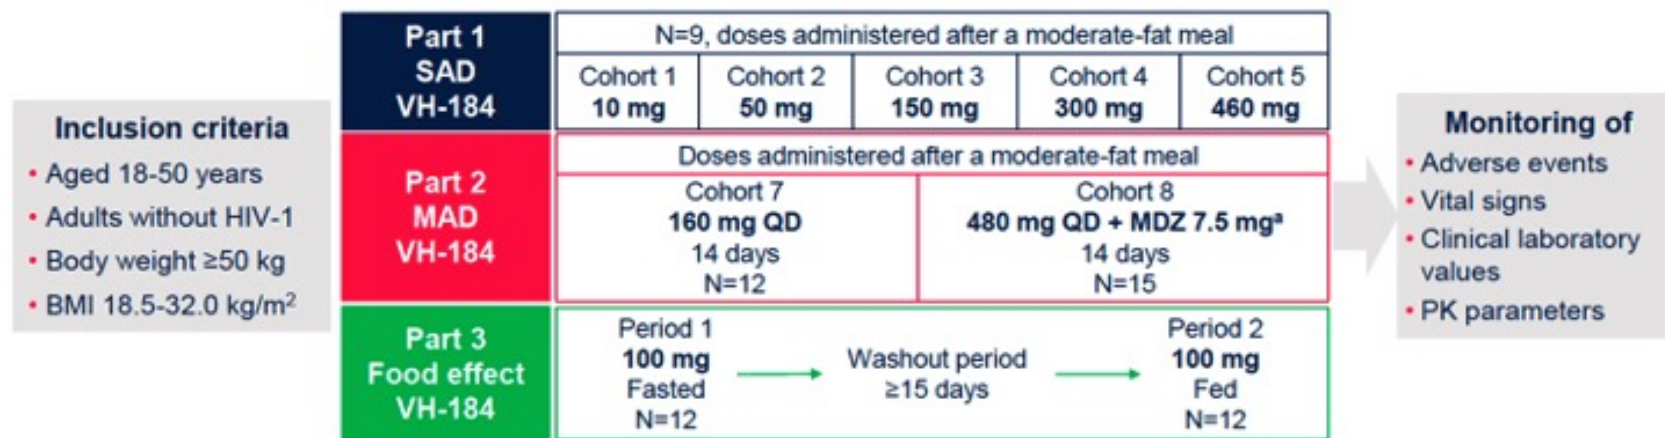 Inclusion criteria
• Aged 18-50 years
• Adults without HIV-1
• Body weight ≥50 kg
• BMI 18.5-32.0 kg/m²
Part 1
SAD
VH-184
N=9, doses administered after a moderate-fat meal
Cohort 1
10 mg
Cohort 2
50 mg
Cohort 3
150 mg
Cohort 4
300 mg
Cohort 5
460 mg
Part 2
MAD
VH-184
Doses administered after a moderate-fat meal
Cohort 7
160 mg QD
14 days
N=12
Cohort 8
480 mg QD + MDZ 7.5 mgᵃ
14 days
N=15
Part 3
Food effect
VH-184
Period 1
100 mg
Fasted
N=12
Washout period
≥15 days
Period 2
100 mg
Fed
N=12
Monitoring of
• Adverse events
• Vital signs
• Clinical laboratory
values
• PK parameters